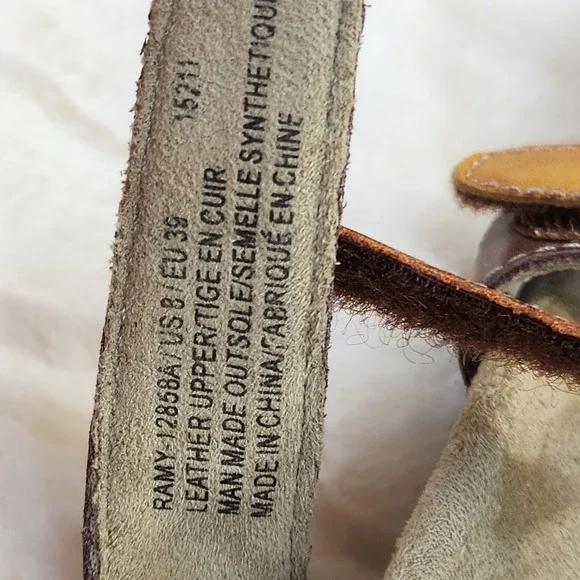 15211
RAMY-12858A / US 8 / EU 39
LEATHER UPPER/TIGE EN CUIR
MAN MADE OUTSOLE/SEMELLE SYNTHETIQUE
MADE IN CHINA/FABRIQUÉ EN CHINE